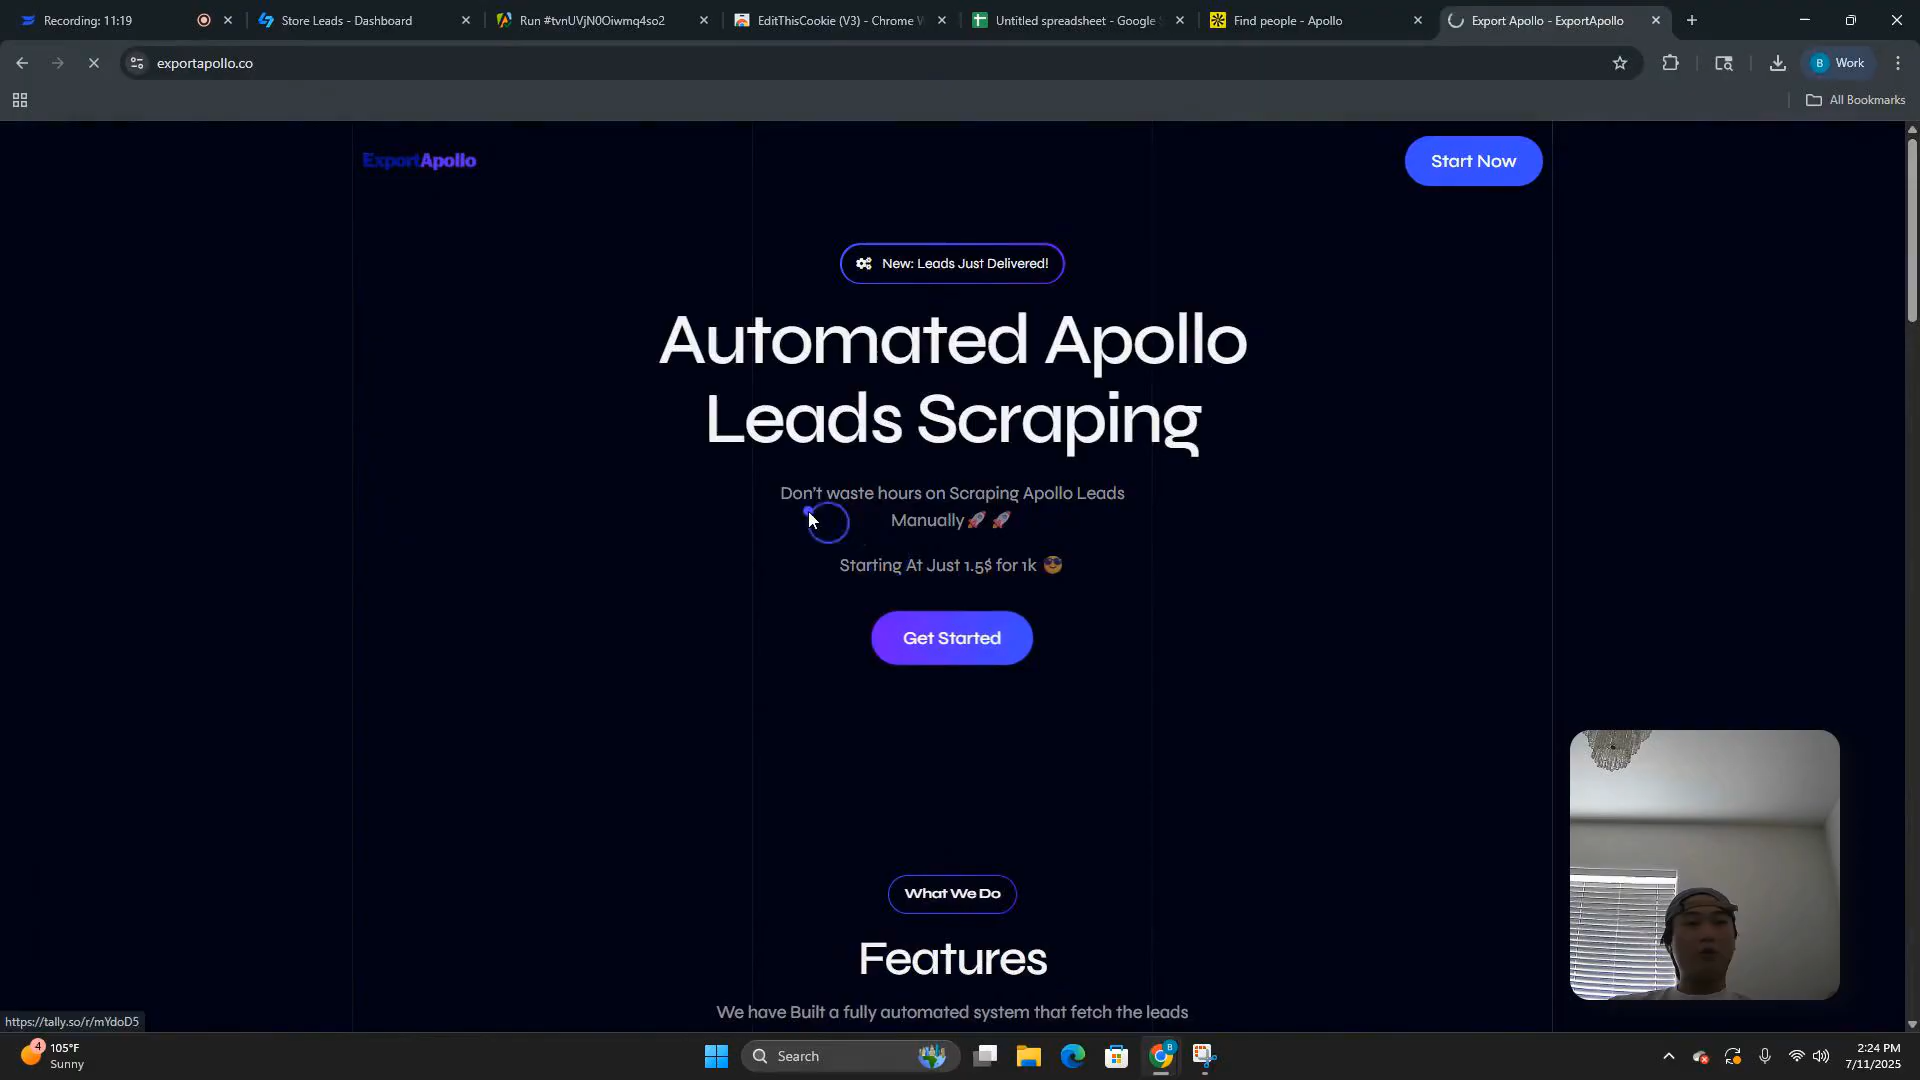 Recording: 11:19
Store Leads - Dashboard
Run #tvnUVjN0Oiwmq4so2
EditThisCookie (V3) - Chrome W
Untitled spreadsheet - Google S
Find people - Apollo
Export Apollo - ExportApollo
exportapollo.co
B Work
All Bookmarks
ExportApollo
Start Now
New: Leads Just Delivered!
Automated Apollo
Leads Scraping
Don't waste hours on Scraping Apollo Leads
Manually🚀 🚀
Starting At Just 1.5$ for 1k 😎
Get Started
What We Do
Features
We have Built a fully automated system that fetch the leads
https://tally.so/r/mYdoD5
4
105°F
Sunny
Search
B
2:24 PM
7/11/2025